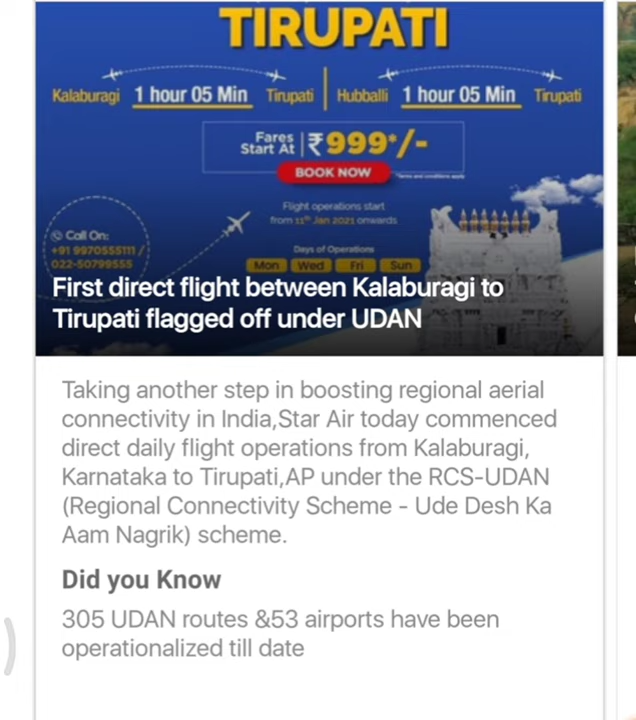 TIRUPATI
Kalaburagi 1 hour 05 Min Tirupati | Hubballi 1 hour 05 Min Tirupati
Fares Start At | ₹999*/-
BOOK NOW
*Terms and conditions apply
Flight operations start
from 11th Jan 2021 onwards
Call On:
+91 9970555111 /
022-50799555
Days of Operations
Mon Wed Fri Sun
First direct flight between Kalaburagi to
Tirupati flagged off under UDAN
Taking another step in boosting regional aerial
connectivity in India,Star Air today commenced
direct daily flight operations from Kalaburagi,
Karnataka to Tirupati,AP under the RCS-UDAN
(Regional Connectivity Scheme - Ude Desh Ka
Aam Nagrik) scheme.
Did you Know
305 UDAN routes &53 airports have been
operationalized till date